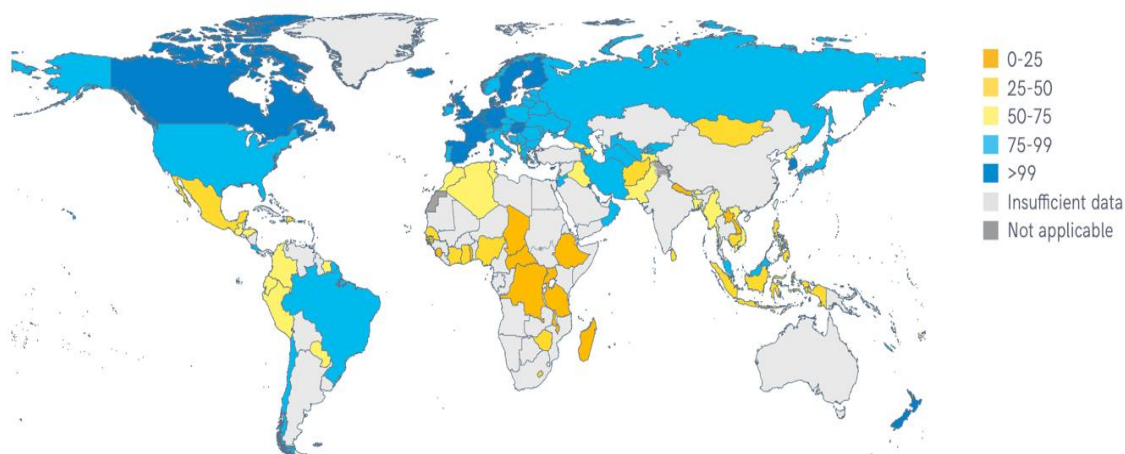 0-25
25-50
50-75
75-99
>99
Insufficient data
Not applicable